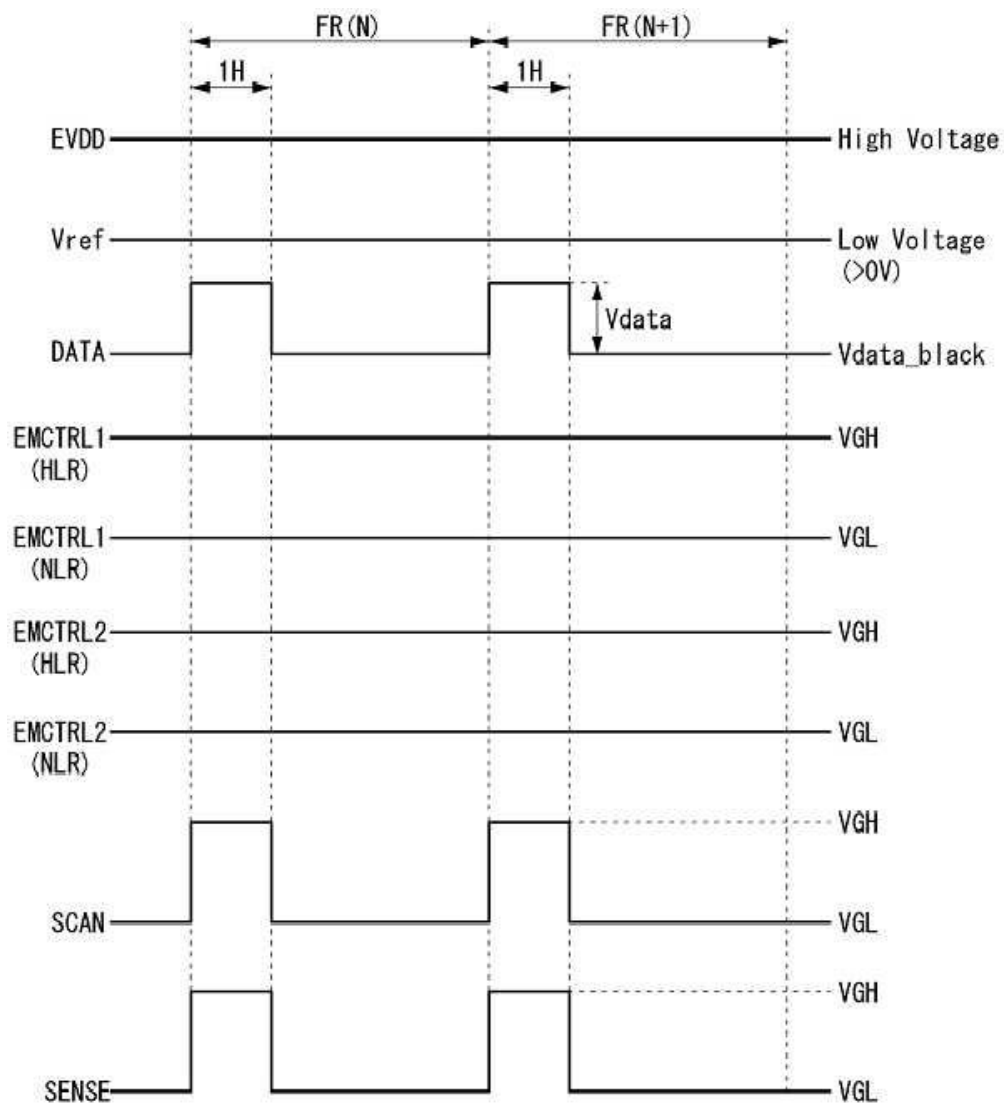 FR(N) FR(N+1)
1H 1H
EVDD High Voltage
Vref Low Voltage
(>0V)
Vdata
DATA Vdata_black
EMCTRL1 VGH
(HLR)
EMCTRL1 VGL
(NLR)
EMCTRL2 VGH
(HLR)
EMCTRL2 VGL
(NLR)
VGH
SCAN VGL
VGH
SENSE VGL